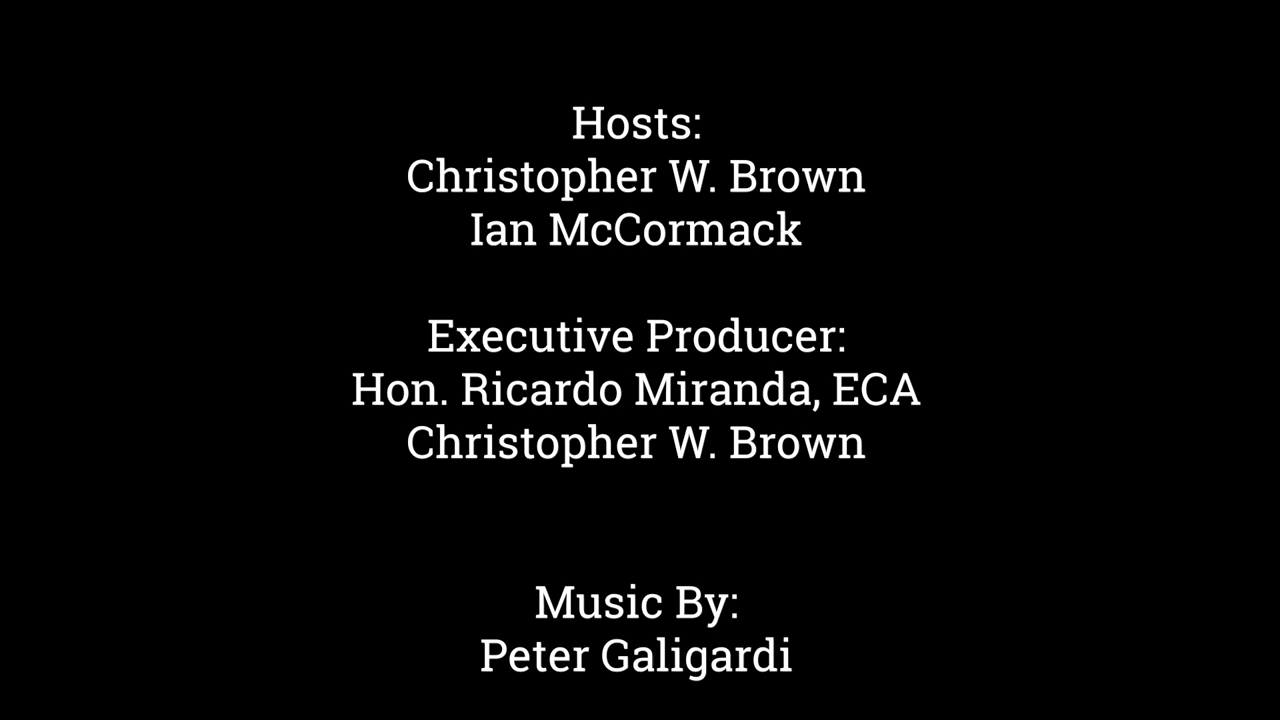 Hosts:
Christopher W. Brown
Ian McCormack
Executive Producer:
Hon. Ricardo Miranda, ECA
Christopher W. Brown
Music By:
Peter Galigardi